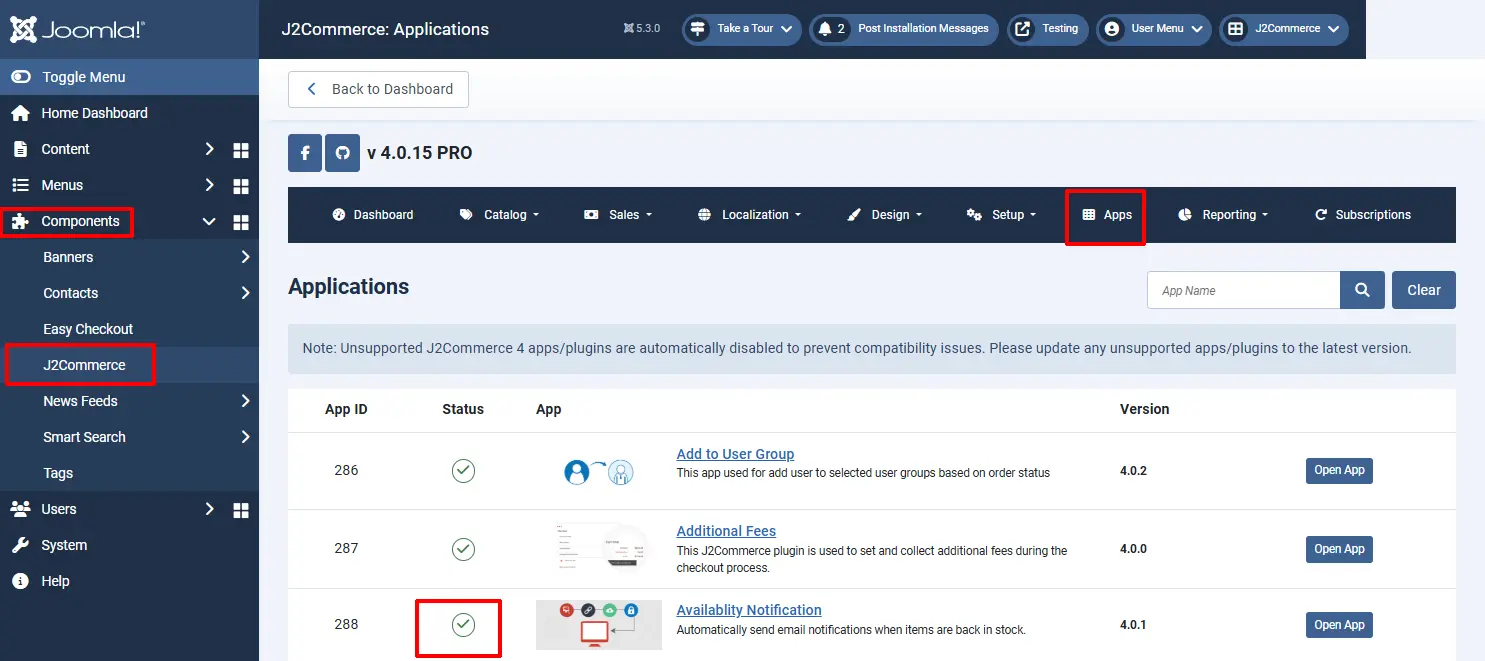 Joomla!
J2Commerce: Applications
5.3.0
Take a Tour
2 Post Installation Messages
Testing
User Menu
J2Commerce
Toggle Menu
Home Dashboard
Content
Menus
Components
Banners
Contacts
Easy Checkout
J2Commerce
News Feeds
Smart Search
Tags
Users
System
Help
Back to Dashboard
v 4.0.15 PRO
Dashboard
Catalog
Sales
Localization
Design
Setup
Apps
Reporting
Subscriptions
Applications
App Name
Clear
Note: Unsupported J2Commerce 4 apps/plugins are automatically disabled to prevent compatibility issues. Please update any unsupported apps/plugins to the latest version.
App ID Status App Version
286
Add to User Group
This app used for add user to selected user groups based on order status
4.0.2
Open App
287
Additional Fees
This J2Commerce plugin is used to set and collect additional fees during the
checkout process.
4.0.0
Open App
288
Availablity Notification
Automatically send email notifications when items are back in stock.
4.0.1
Open App